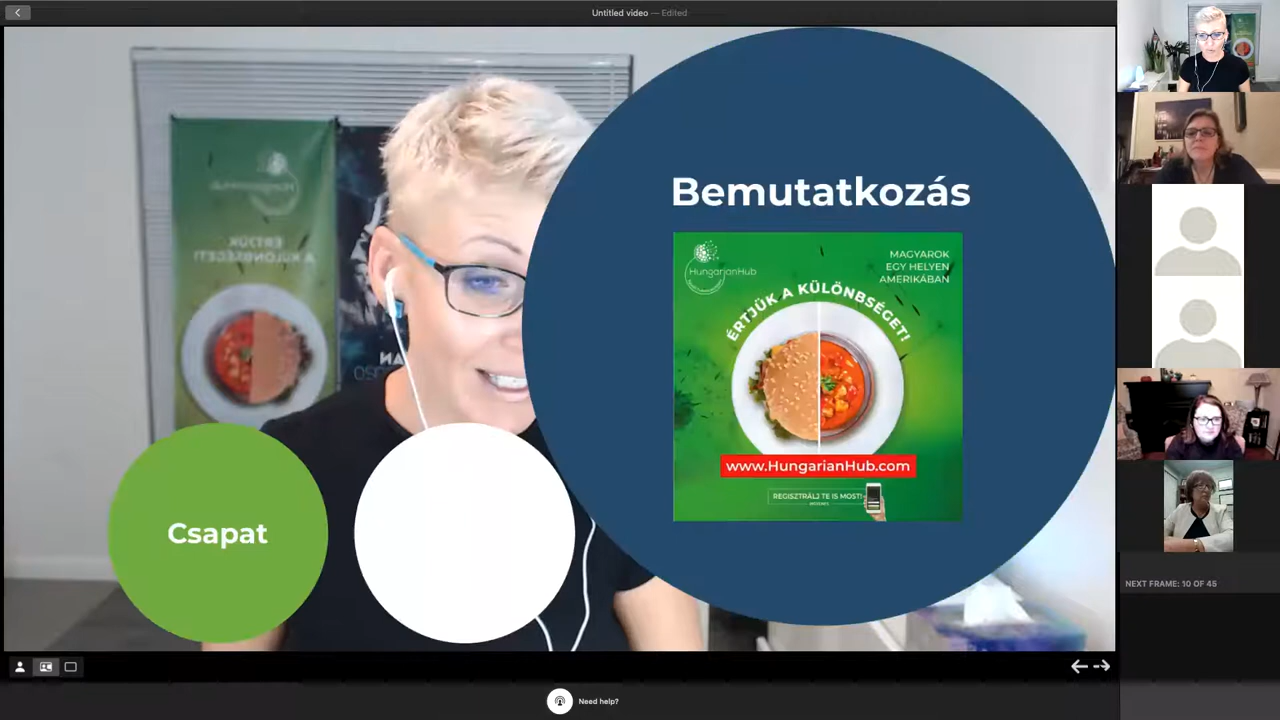 Untitled video — Edited
Bemutatkozás
HungarianHub
MAGYAROK
EGY HELYEN
AMERIKÁBAN
ÉRTJÜK A KÜLÖNBSÉGET!
www.HungarianHub.com
REGISZTRÁLJ TE IS MOST!
HungarianHub
ÉRTJÜK
A KÜLÖNBSÉGET!
Csapat
NEXT FRAME: 10 OF 45
Need help?